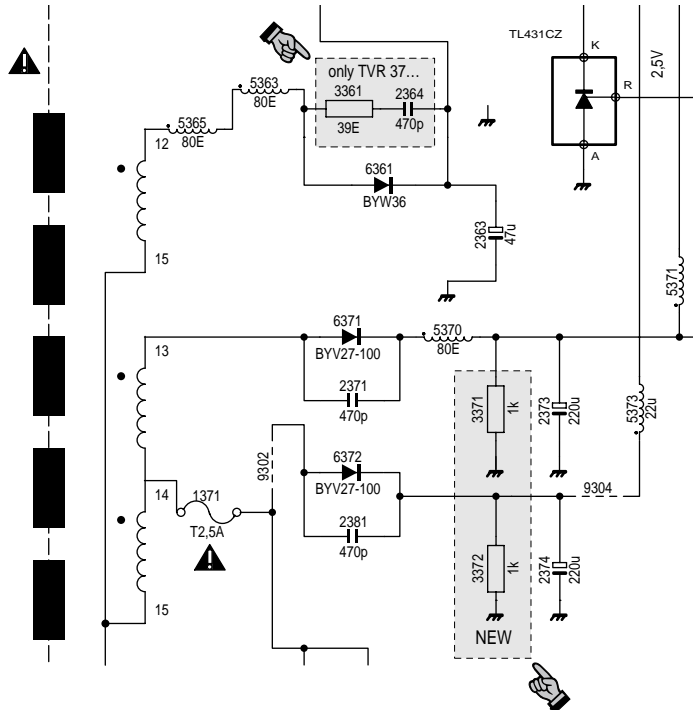 TL431CZ
K
R
A
2,5V
only TVR 37...
3361
39E
2364
470p
5363
80E
5365
80E
12
15
6361
BYW36
2363
47u
5371
13
6371
BYV27-100
5370
80E
2371
470p
3371
1k
2373
220u
5373
22u
9302
6372
BYV27-100
9304
14
1371
T2,5A
2381
470p
3372
1k
2374
220u
15
NEW